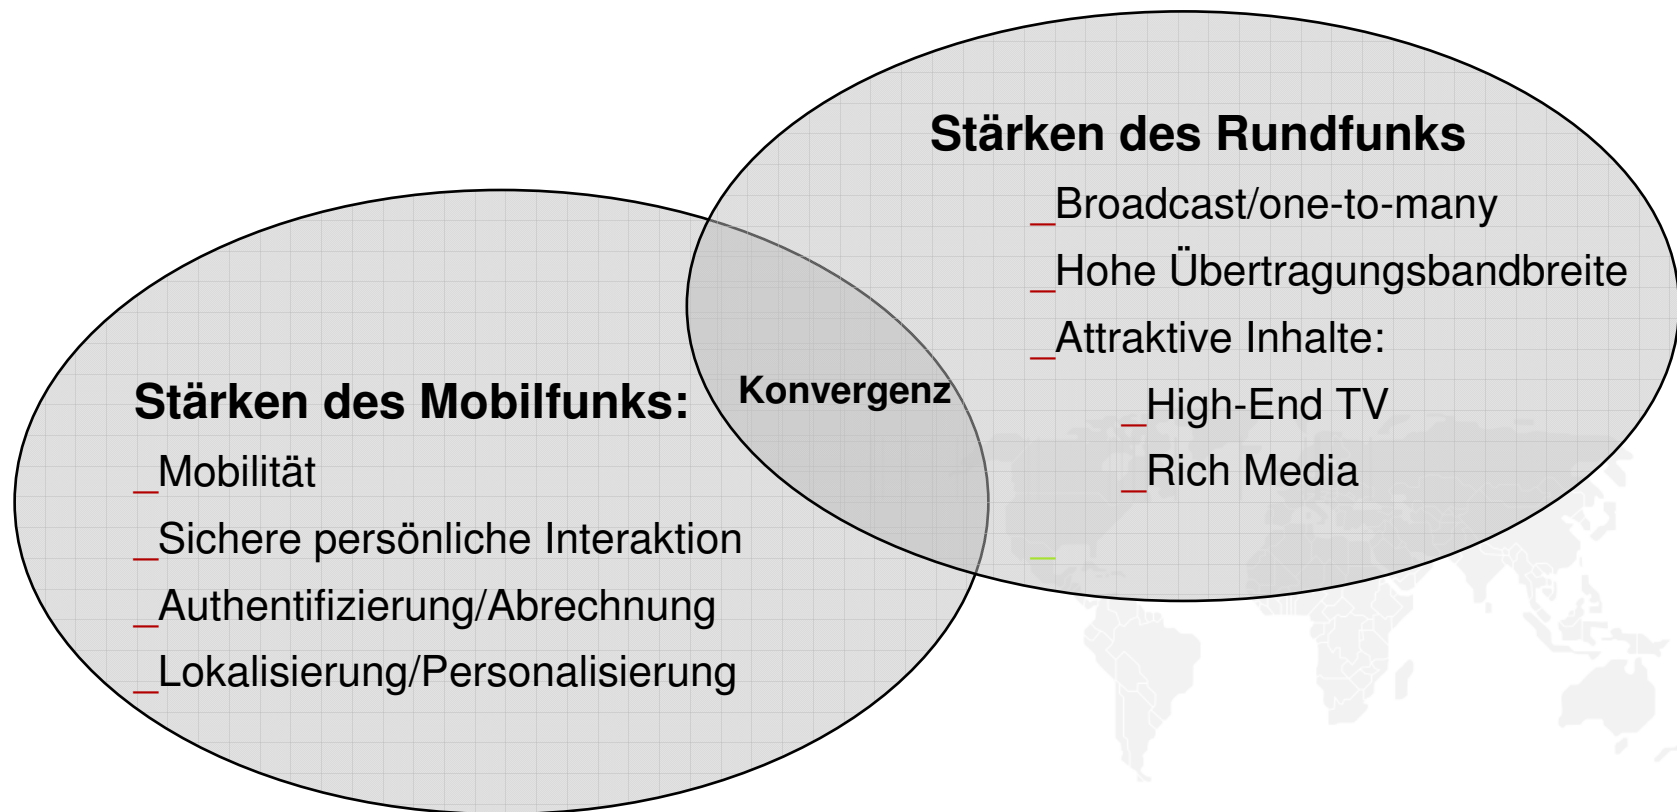 Stärken des Rundfunks
_Broadcast/one-to-many
_Hohe Übertragungsbandbreite
_Attraktive Inhalte:
_High-End TV
_Rich Media
_
Konvergenz
Stärken des Mobilfunks:
_Mobilität
_Sichere persönliche Interaktion
_Authentifizierung/Abrechnung
_Lokalisierung/Personalisierung